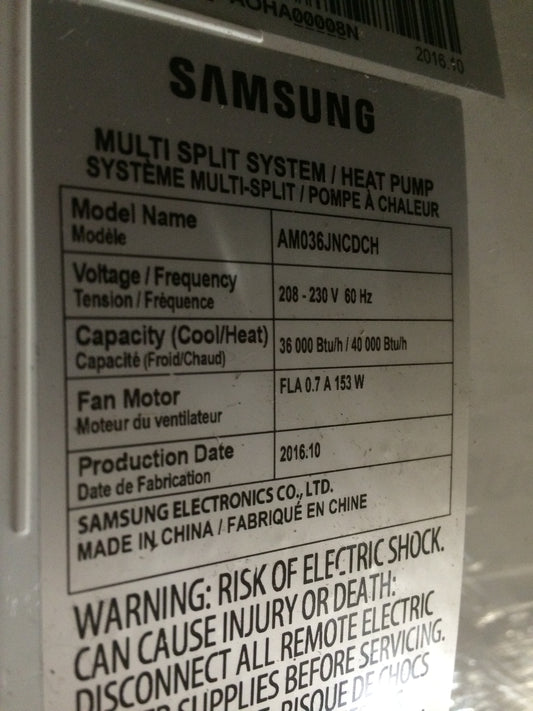 A0HA00008N
2016.10
SAMSUNG
MULTI SPLIT SYSTEM / HEAT PUMP
SYSTÈME MULTI-SPLIT / POMPE À CHALEUR
Model Name
Modèle
AM036JNCDCH
Voltage / Frequency
Tension / Fréquence
208 - 230 V 60 Hz
Capacity (Cool/Heat)
Capacité (Froid/Chaud)
36 000 Btu/h / 40 000 Btu/h
Fan Motor
Moteur du ventilateur
FLA 0.7 A 153 W
Production Date
Date de Fabrication
2016.10
SAMSUNG ELECTRONICS CO., LTD.
MADE IN CHINA / FABRIQUÉ EN CHINE
WARNING: RISK OF ELECTRIC SHOCK.
CAN CAUSE INJURY OR DEATH:
DISCONNECT ALL REMOTE ELECTRIC
SUPPLIES BEFORE SERVICING.
RISQUE DE CHOCS